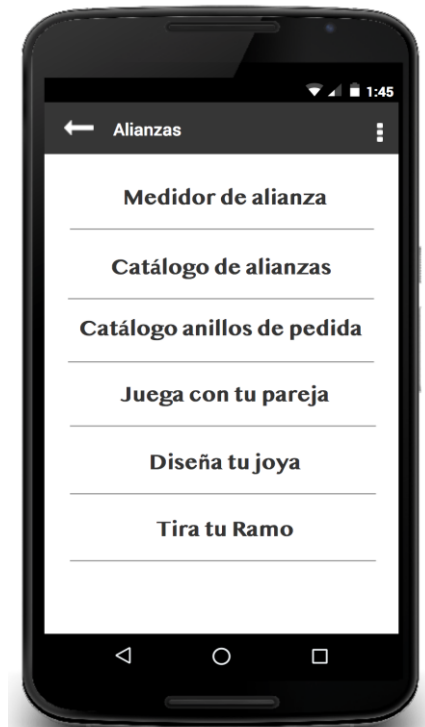 1:45
Alianzas
Medidor de alianza
Catálogo de alianzas
Catálogo anillos de pedida
Juega con tu pareja
Diseña tu joya
Tira tu Ramo